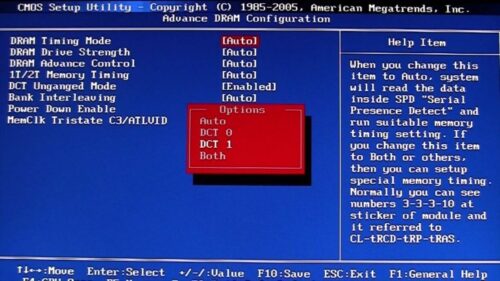 CMOS Setup Utility - Copyright (C) 1985-2005, American Megatrends, Inc.
Advance DRAM Configuration
DRAM Timing Mode [Auto]
DRAM Drive Strength [Auto]
DRAM Advance Control [Auto]
1T/2T Memory Timing [Auto]
DCT Unganged Mode [Enabled]
Bank Interleaving [Auto]
Power Down Enable
MemClk Tristate C3/ATLVID
Options
Auto
DCT 0
DCT 1
Both
Help Item
When you change this
item to Auto, system
will read the data
inside SPD "Serial
Presence Detect" and
run suitable memory
timing setting. If
you change this item
to Both or others,
then you can setup
special memory timing.
Normally you can see
numbers 3-3-3-10 at
sticker of module and
it referred to
CL-tRCD-tRP-tRAS.
↑↓←→:Move Enter:Select +/-/:Value F10:Save ESC:Exit F1:General Help